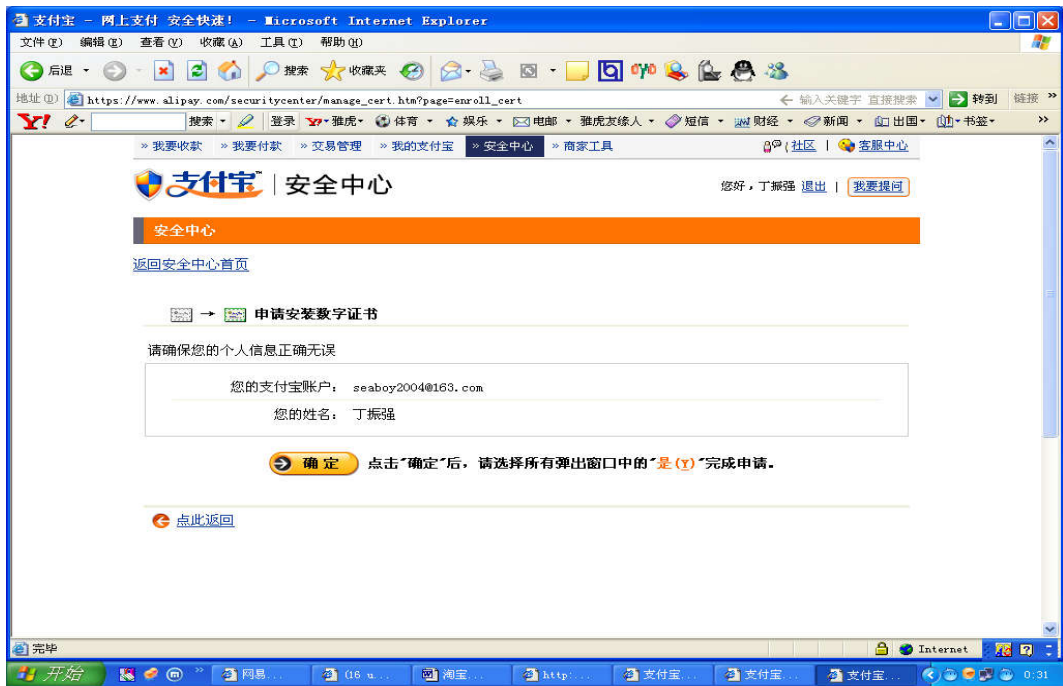 支付宝 - 网上支付 安全快速! - Microsoft Internet Explorer
文件(F) 编辑(E) 查看(V) 收藏(A) 工具(T) 帮助(H)
后退 搜索 收藏夹
地址(D) https://www.alipay.com/securitycenter/manage_cert.htm?page=enroll_cert ← 输入关键字 直接搜索 转到 链接 »
Y! 搜索 登录 雅虎 体育 娱乐 电邮 雅虎友缘人 短信 财经 新闻 出国 书签 »
» 我要收款 » 我要付款 » 交易管理 » 我的支付宝 » 安全中心 » 商家工具 社区 | 客服中心
支付宝 | 安全中心 您好,丁振强 退出 | 我要提问
安全中心
返回安全中心首页
→ 申请安装数字证书
请确保您的个人信息正确无误
您的支付宝账户: seaboy2004@163.com
您的姓名: 丁振强
确定 点击"确定"后,请选择所有弹出窗口中的"是(Y)"完成申请。
点此返回
完毕 Internet
开始 » 网易... (16 u... 淘宝... http:... 支付宝... 支付宝... 支付宝... 0:31